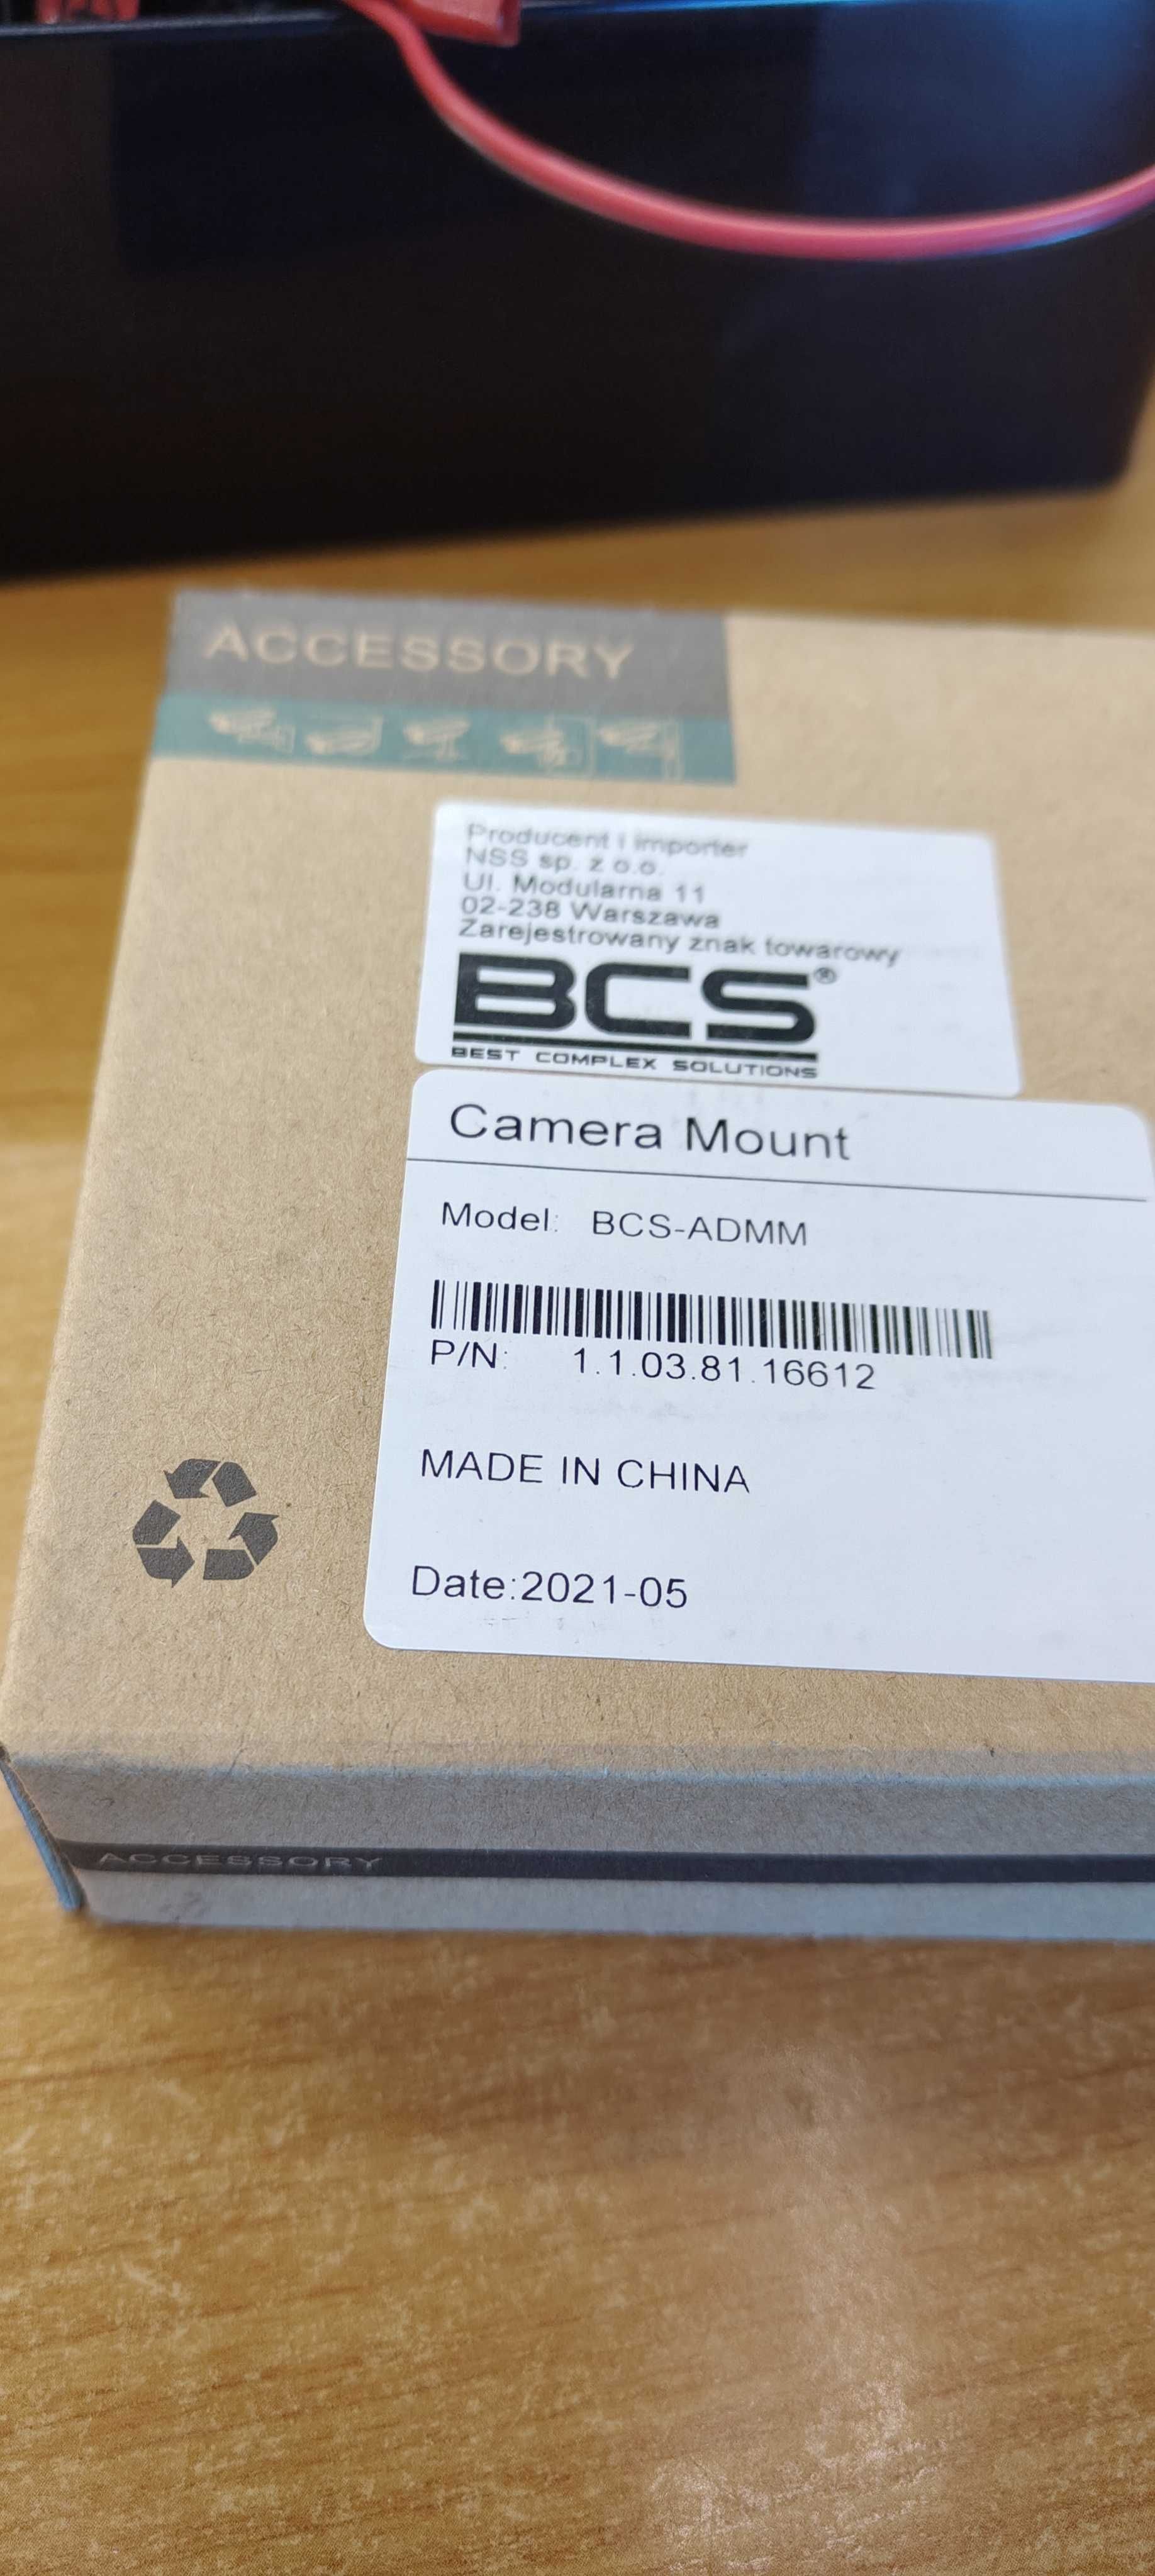 ACCESSORY
Producent i importer
NSS sp. z o.o.
Ul. Modularna 11
02-238 Warszawa
Zarejestrowany znak towarowy
BCS®
BEST COMPLEX SOLUTIONS
Camera Mount
Model: BCS-ADMM
P/N: 1.1.03.81.16612
MADE IN CHINA
Date:2021-05
ACCESSORY